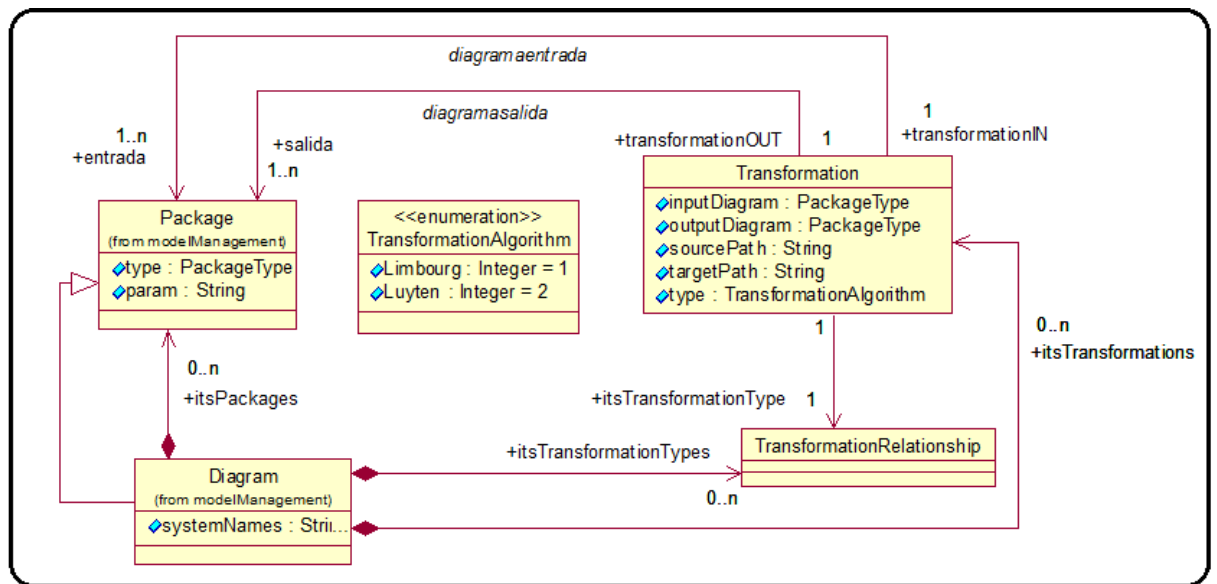 diagramaentrada
diagramasalida
1
+transformationIN
1..n
+entrada
+salida
1..n
+transformationOUT
1
Package
(from modelManagement)
type : PackageType
param : String
<<enumeration>>
TransformationAlgorithm
Limbourg : Integer = 1
Luyten : Integer = 2
Transformation
inputDiagram : PackageType
outputDiagram : PackageType
sourcePath : String
targetPath : String
type : TransformationAlgorithm
1
0..n
+itsTransformations
0..n
+itsPackages
+itsTransformationType
1
TransformationRelationship
+itsTransformationTypes
0..n
Diagram
(from modelManagement)
systemNames : Strin...